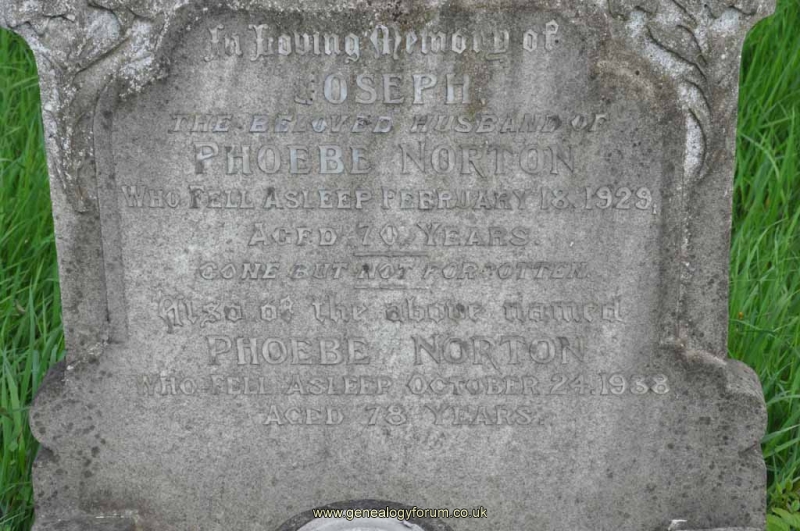 In Loving Memory of
JOSEPH,
THE BELOVED HUSBAND OF
PHOEBE NORTON
WHO FELL ASLEEP FEBRUARY 18, 1929,
AGED 70 YEARS.
GONE BUT NOT FORGOTTEN.
Also of the above named
PHOEBE NORTON
WHO FELL ASLEEP OCTOBER 24, 1938
AGED 78 YEARS.
www.genealogyforum.co.uk